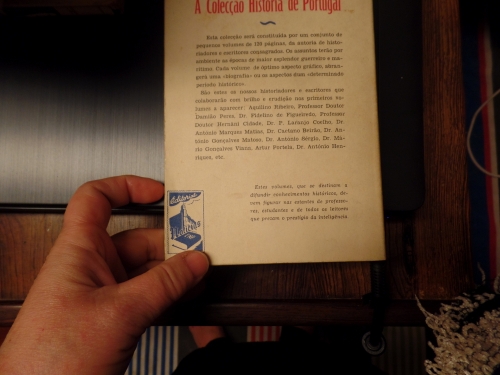 A Colecção História de Portugal
Esta colecção será constituída por um conjunto de
pequenos volumes de 128 páginas, da autoria de histo-
riadores e escritores consagrados. Os assuntos terão por
ambiente as épocas de maior esplendor guerreiro e ma-
rítimo. Cada volume de óptimo aspecto gráfico, abran-
gerá uma «biografia» ou os aspectos dum «determinado
período histórico»
São estes os nossos historiadores e escritores que
colaborarão com brilho e erudição nos primeiros vo-
lumes a aparecer: Aquilino Ribeiro, Professor Doutor
Damião Peres, Dr. Fidelino de Figueiredo, Professor
Doutor Hernâni Cidade, Dr. P. Laranjo Coelho, Dr.
António Marques Matias, Dr. Caetano Beirão, Dr. An-
tónio Gonçalves Matoso, Dr. António Sérgio, Dr. Má-
rio Gonçalves Viana, Artur Portela, Dr. António Hen-
riques, etc.
Estes volumes, que se destinam a
difundir conhecimentos históricos, de-
vem figurar nas estantes de professo-
res, estudantes e de todos os leitores
que prezam o prestígio da inteligência.
Editorial